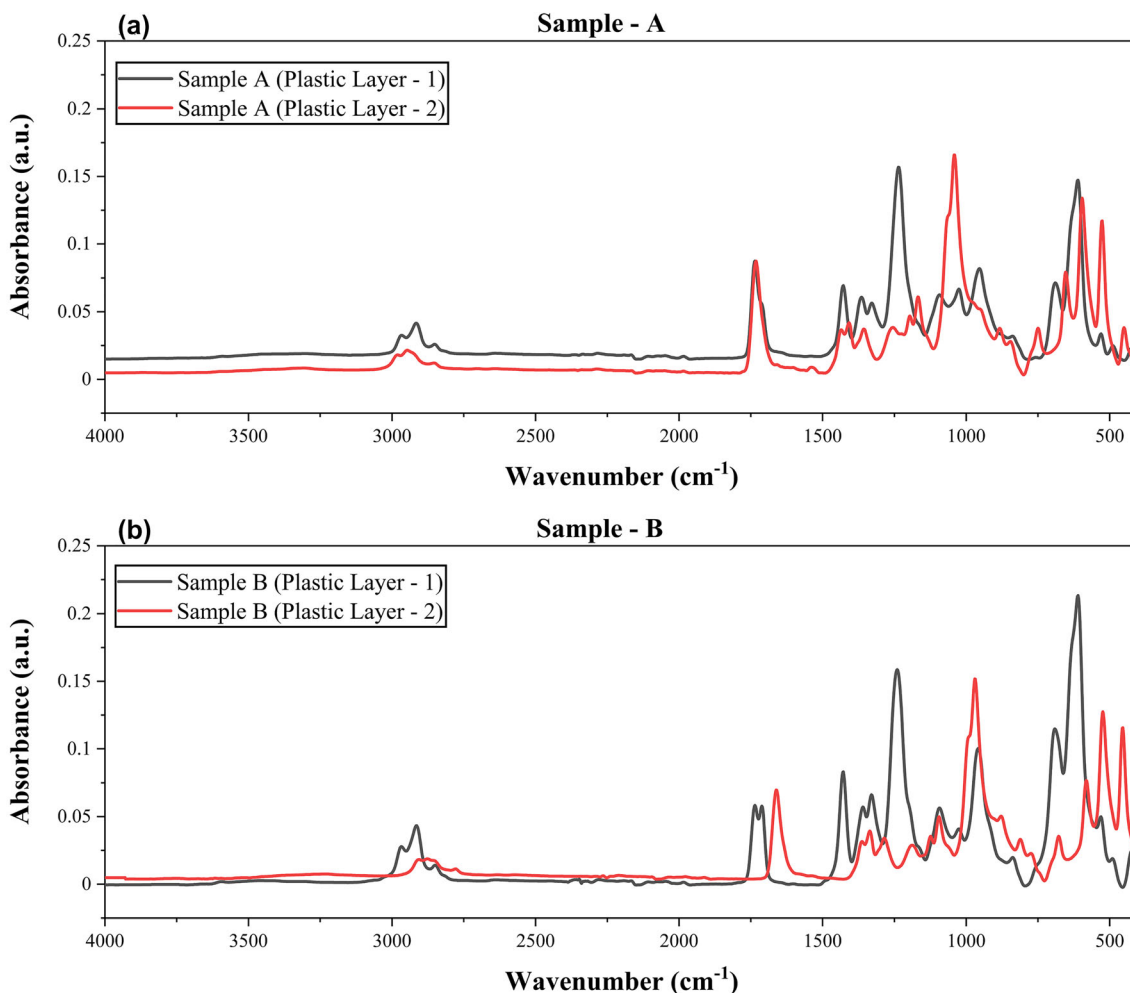 (a)
Sample - A
Sample A (Plastic Layer - 1)
Sample A (Plastic Layer - 2)
Absorbance (a.u.)
0.25
0.2
0.15
0.1
0.05
0
4000 3500 3000 2500 2000 1500 1000 500
Wavenumber (cm⁻¹)
(b)
Sample - B
Sample B (Plastic Layer - 1)
Sample B (Plastic Layer - 2)
Absorbance (a.u.)
0.25
0.2
0.15
0.1
0.05
0
4000 3500 3000 2500 2000 1500 1000 500
Wavenumber (cm⁻¹)